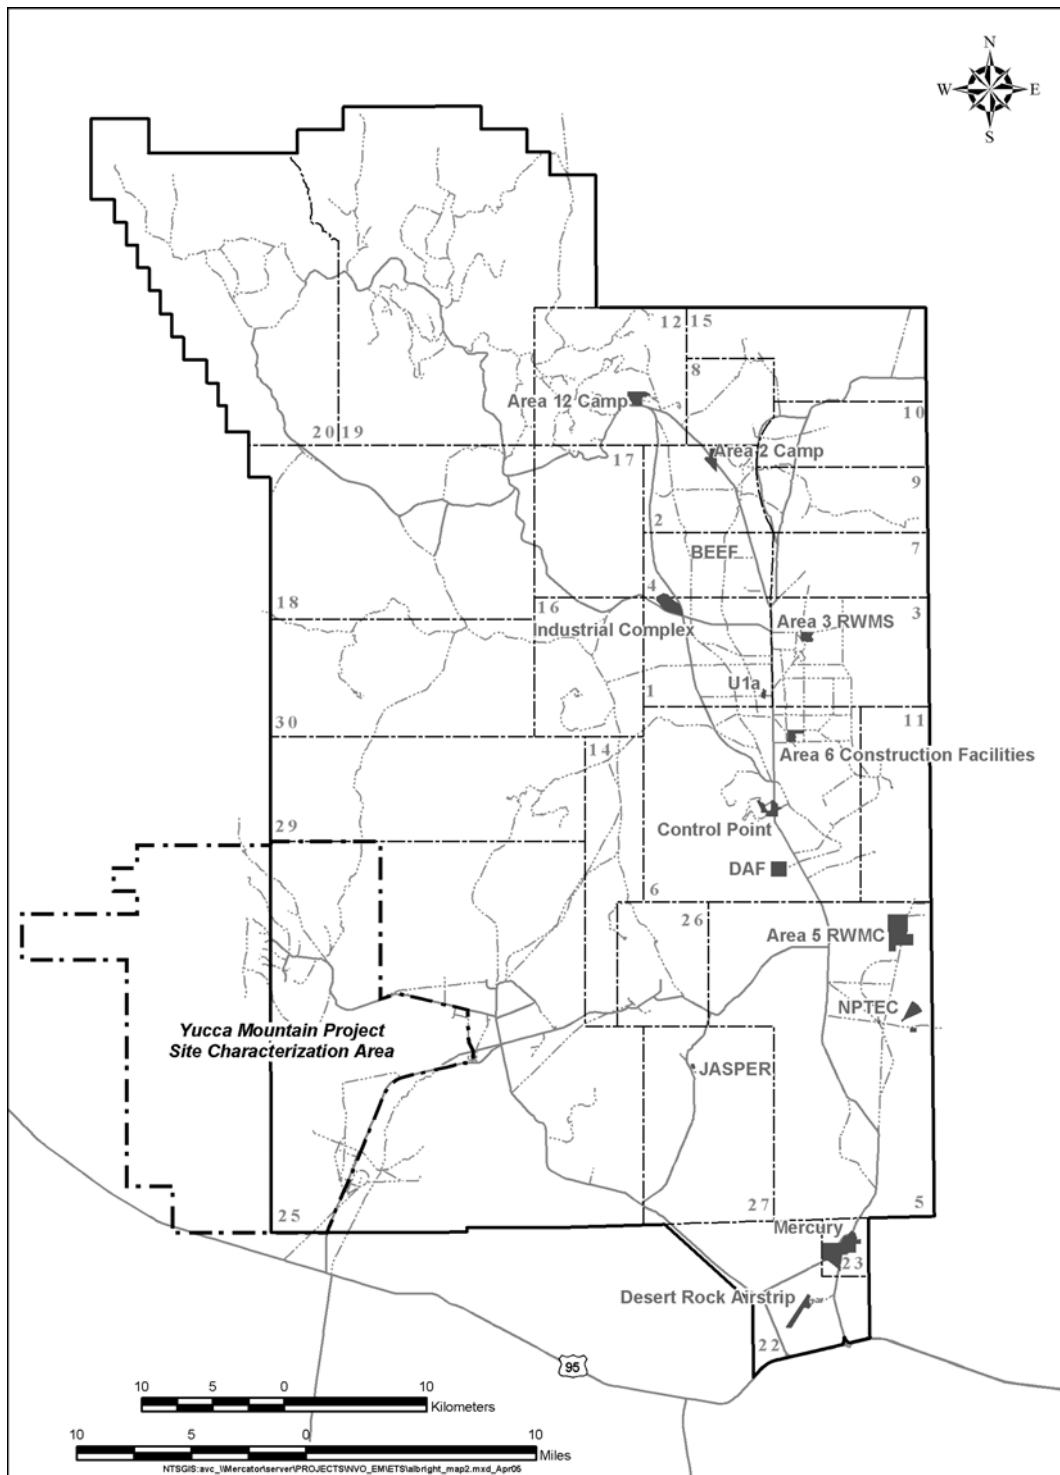 N
W E
S
12 15
8
Area 12 Camp
10
20 19
17
Area 2 Camp
9
2
BEEF
7
4
18
16
3
Industrial Complex
Area 3 RWMS
U1a
1
30
11
14
Area 6 Construction Facilities
29
Control Point
DAF
6
26
Area 5 RWMC
NPTEC
Yucca Mountain Project
Site Characterization Area
JASPER
25
27
5
Mercury
23
Desert Rock Airstrip
22
95
10 5 0 10
Kilometers
10 5 0 10
Miles
NTSGIS:avc_\\Mercator\server\PROJECTS\NVO_EM\ETS\albright_map2.mxd_Apr05